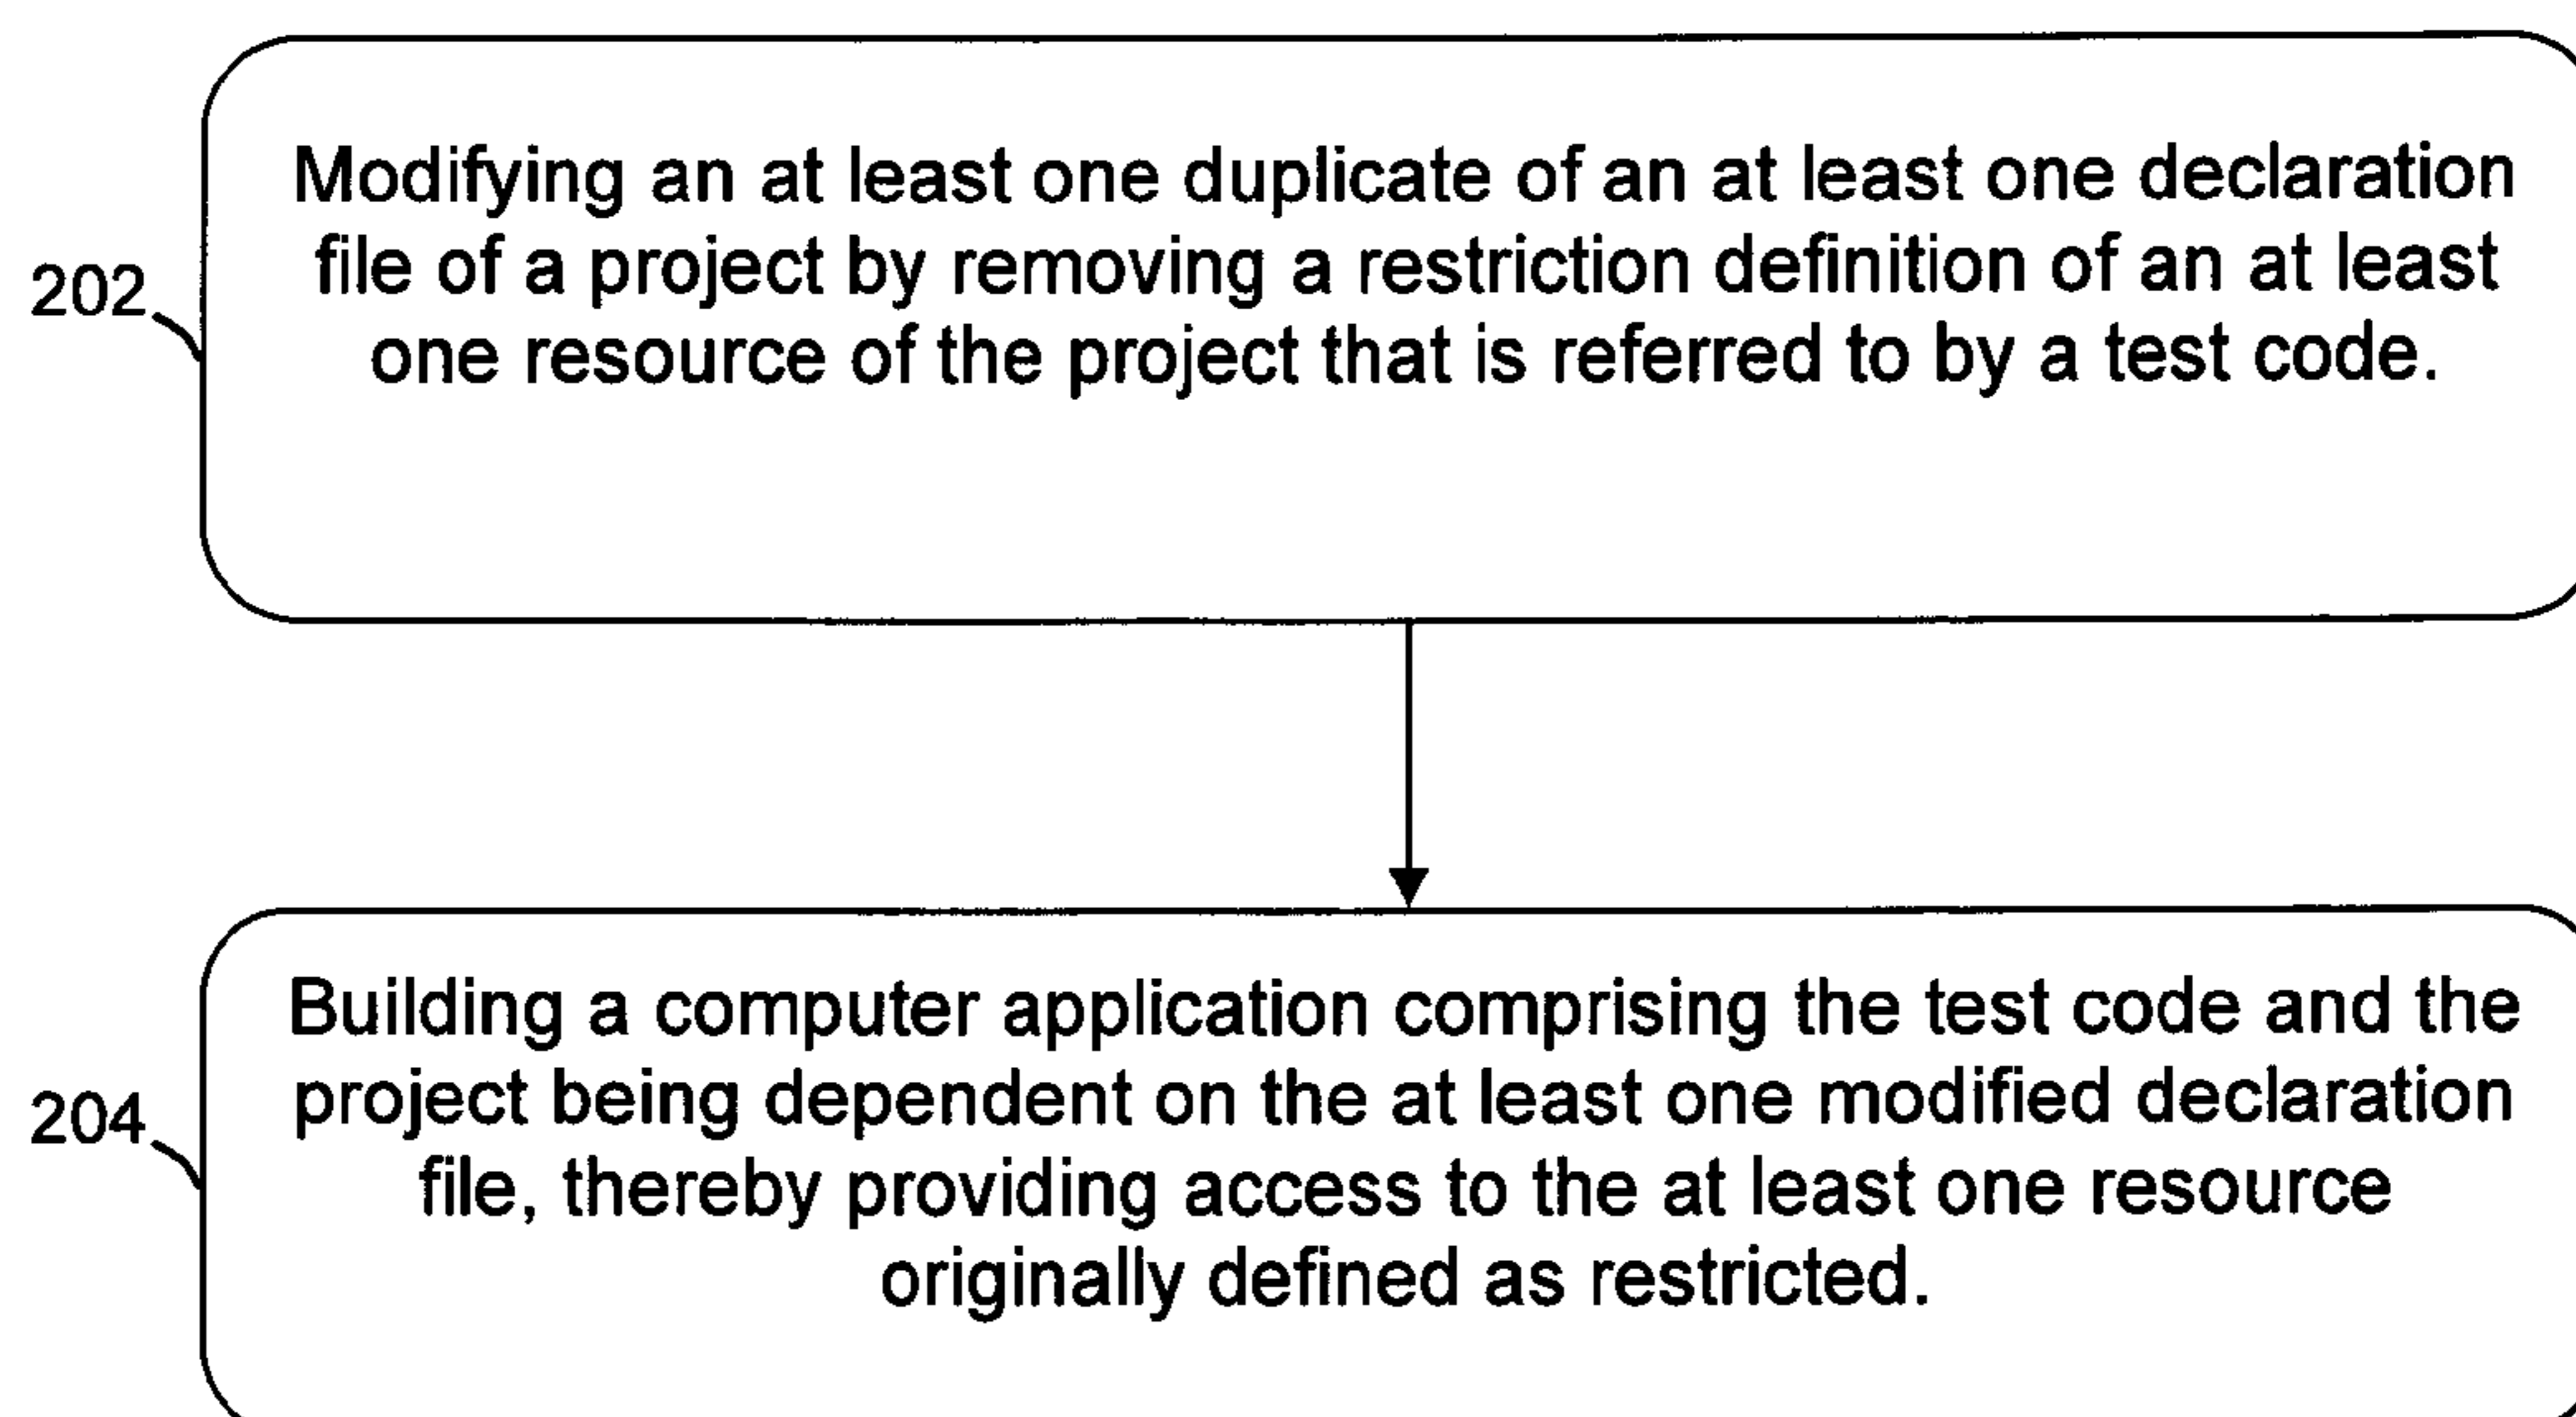 Modifying an at least one duplicate of an at least one declaration
file of a project by removing a restriction definition of an at least
202
one resource of the project that is referred to by a test code.
Building a computer application comprising the test code and the
project being dependent on the at least one modified declaration
204
file, thereby providing access to the at least one resource
originally defined as restricted.